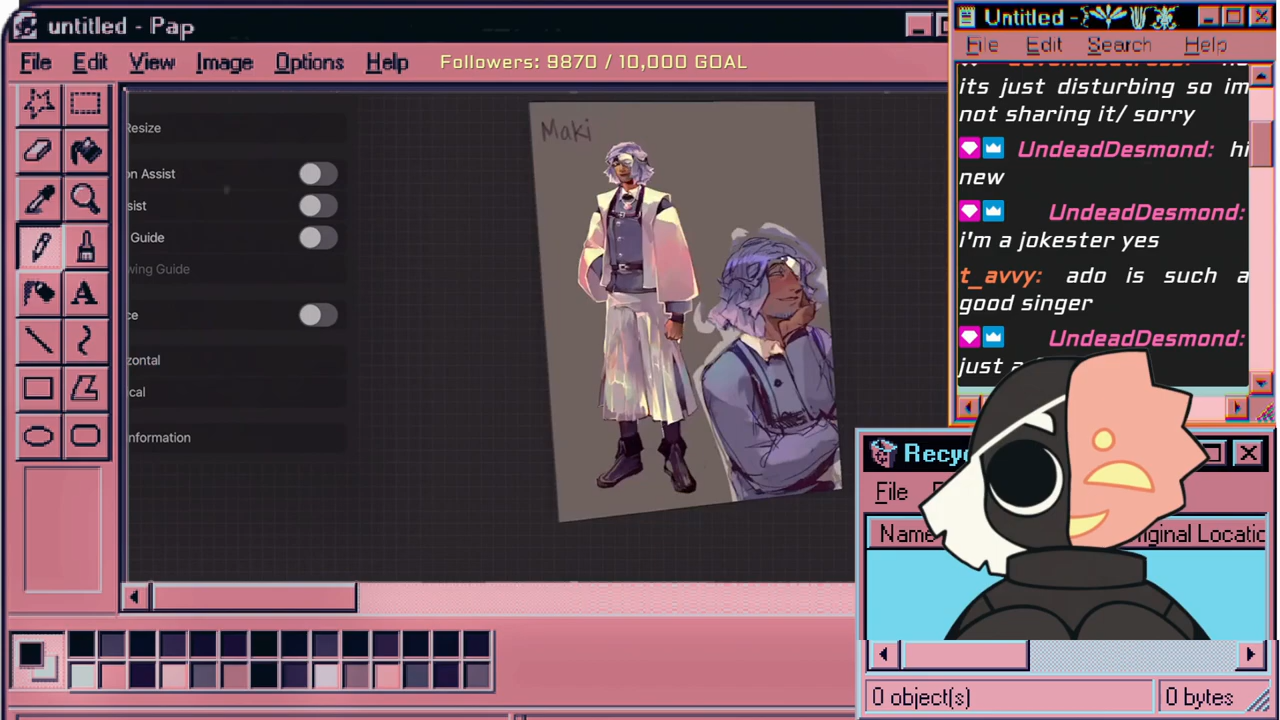 untitled - Pap
File Edit View Image Options Help
Followers: 9870 / 10,000 GOAL
Resize
on Assist
sist
Guide
wing Guide
ce
zontal
cal
nformation
Maki
Untitled -
File Edit Search Help
its just disturbing so im
not sharing it/ sorry
UndeadDesmond: hi
new
UndeadDesmond:
i'm a jokester yes
t_avvy: ado is such a
good singer
UndeadDesmond:
just a
Recyc
File
Name
riginal Locatio
0 object(s)
0 bytes